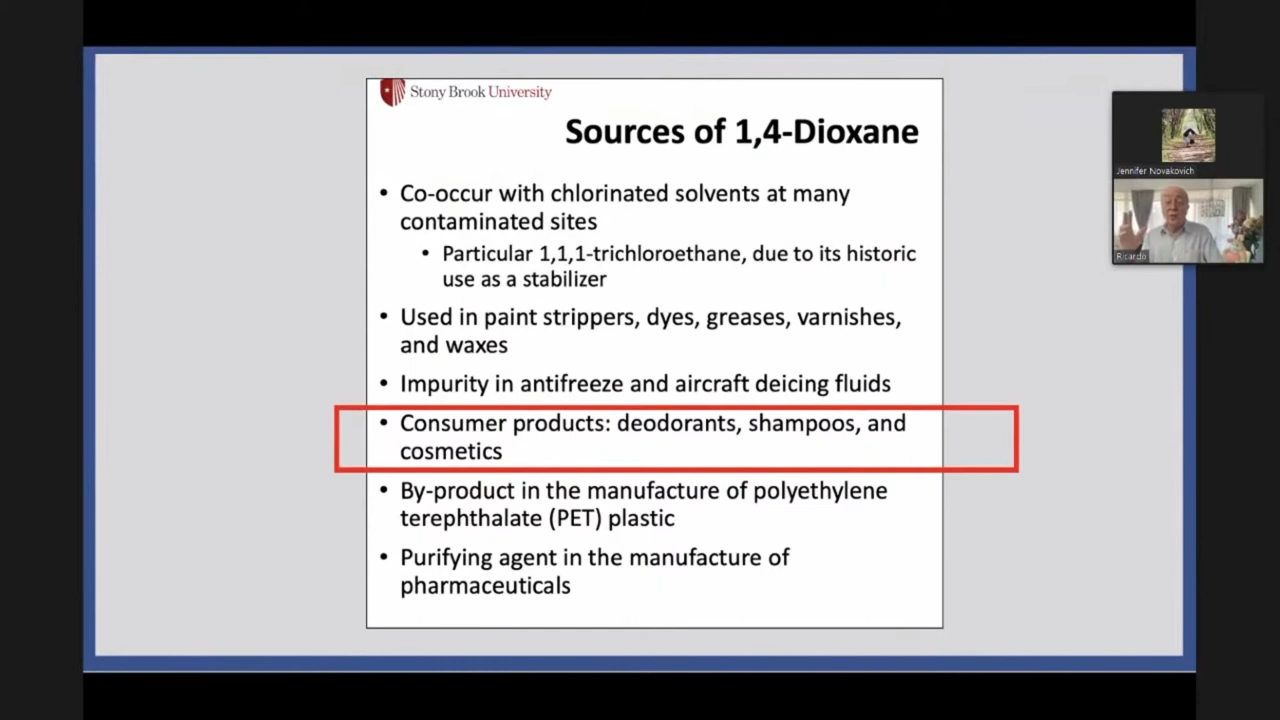 Stony Brook University
Sources of 1,4-Dioxane
• Co-occur with chlorinated solvents at many
contaminated sites
• Particular 1,1,1-trichloroethane, due to its historic
use as a stabilizer
• Used in paint strippers, dyes, greases, varnishes,
and waxes
• Impurity in antifreeze and aircraft deicing fluids
• Consumer products: deodorants, shampoos, and
cosmetics
• By-product in the manufacture of polyethylene
terephthalate (PET) plastic
• Purifying agent in the manufacture of
pharmaceuticals
Jennifer Novakovich
Ricardo